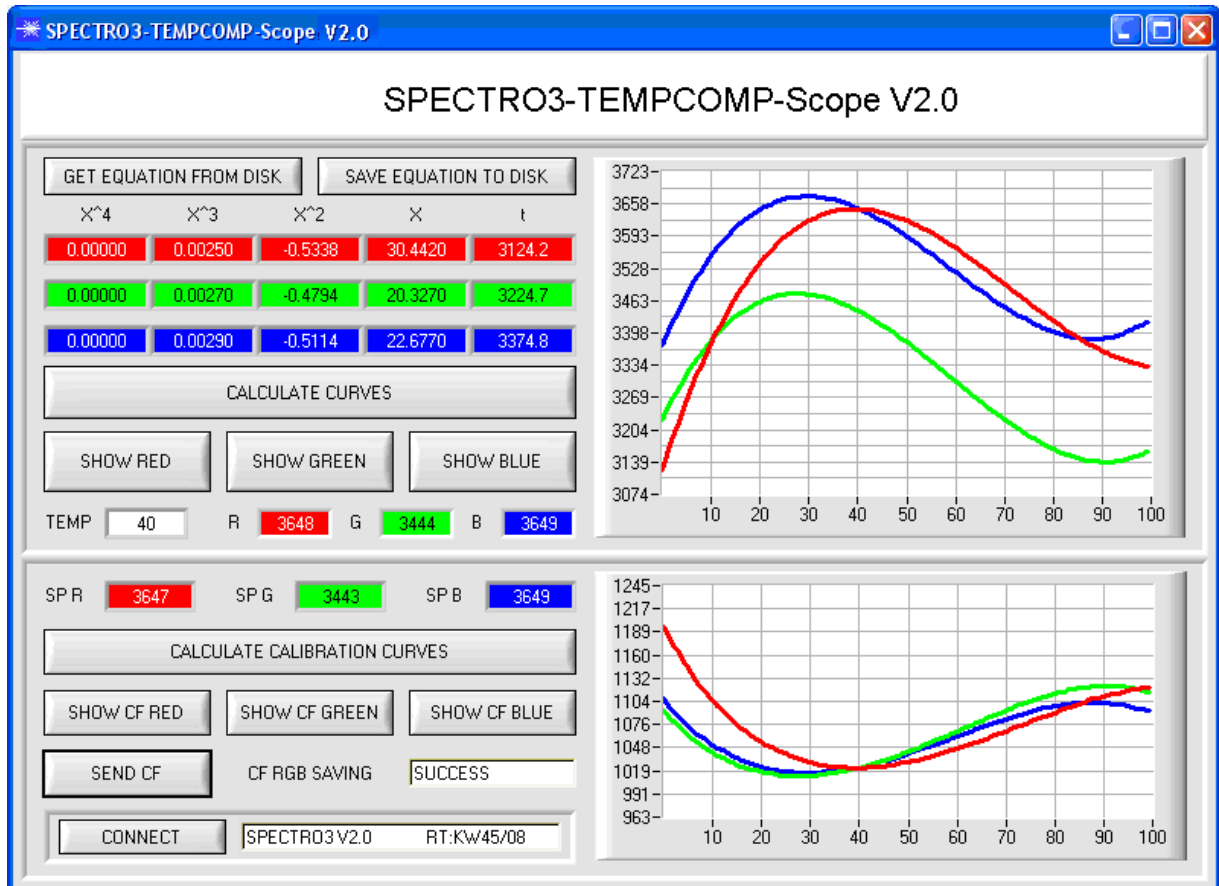 SPECTRO3-TEMPCOMP-Scope V2.0
SPECTRO3-TEMPCOMP-Scope V2.0
GET EQUATION FROM DISK SAVE EQUATION TO DISK
X^4 X^3 X^2 X t
0.00000 0.00250 -0.5338 30.4420 3124.2
0.00000 0.00270 -0.4794 20.3270 3224.7
0.00000 0.00290 -0.5114 22.6770 3374.8
CALCULATE CURVES
SHOW RED SHOW GREEN SHOW BLUE
TEMP 40 R 3648 G 3444 B 3649
3723
3658
3593
3528
3463
3398
3334
3269
3204
3139
3074
10 20 30 40 50 60 70 80 90 100
SP R 3647 SP G 3443 SP B 3649
CALCULATE CALIBRATION CURVES
SHOW CF RED SHOW CF GREEN SHOW CF BLUE
SEND CF CF RGB SAVING SUCCESS
CONNECT SPECTRO3 V2.0 RT:KW45/08
1245
1217
1189
1160
1132
1104
1076
1048
1019
991
963
10 20 30 40 50 60 70 80 90 100